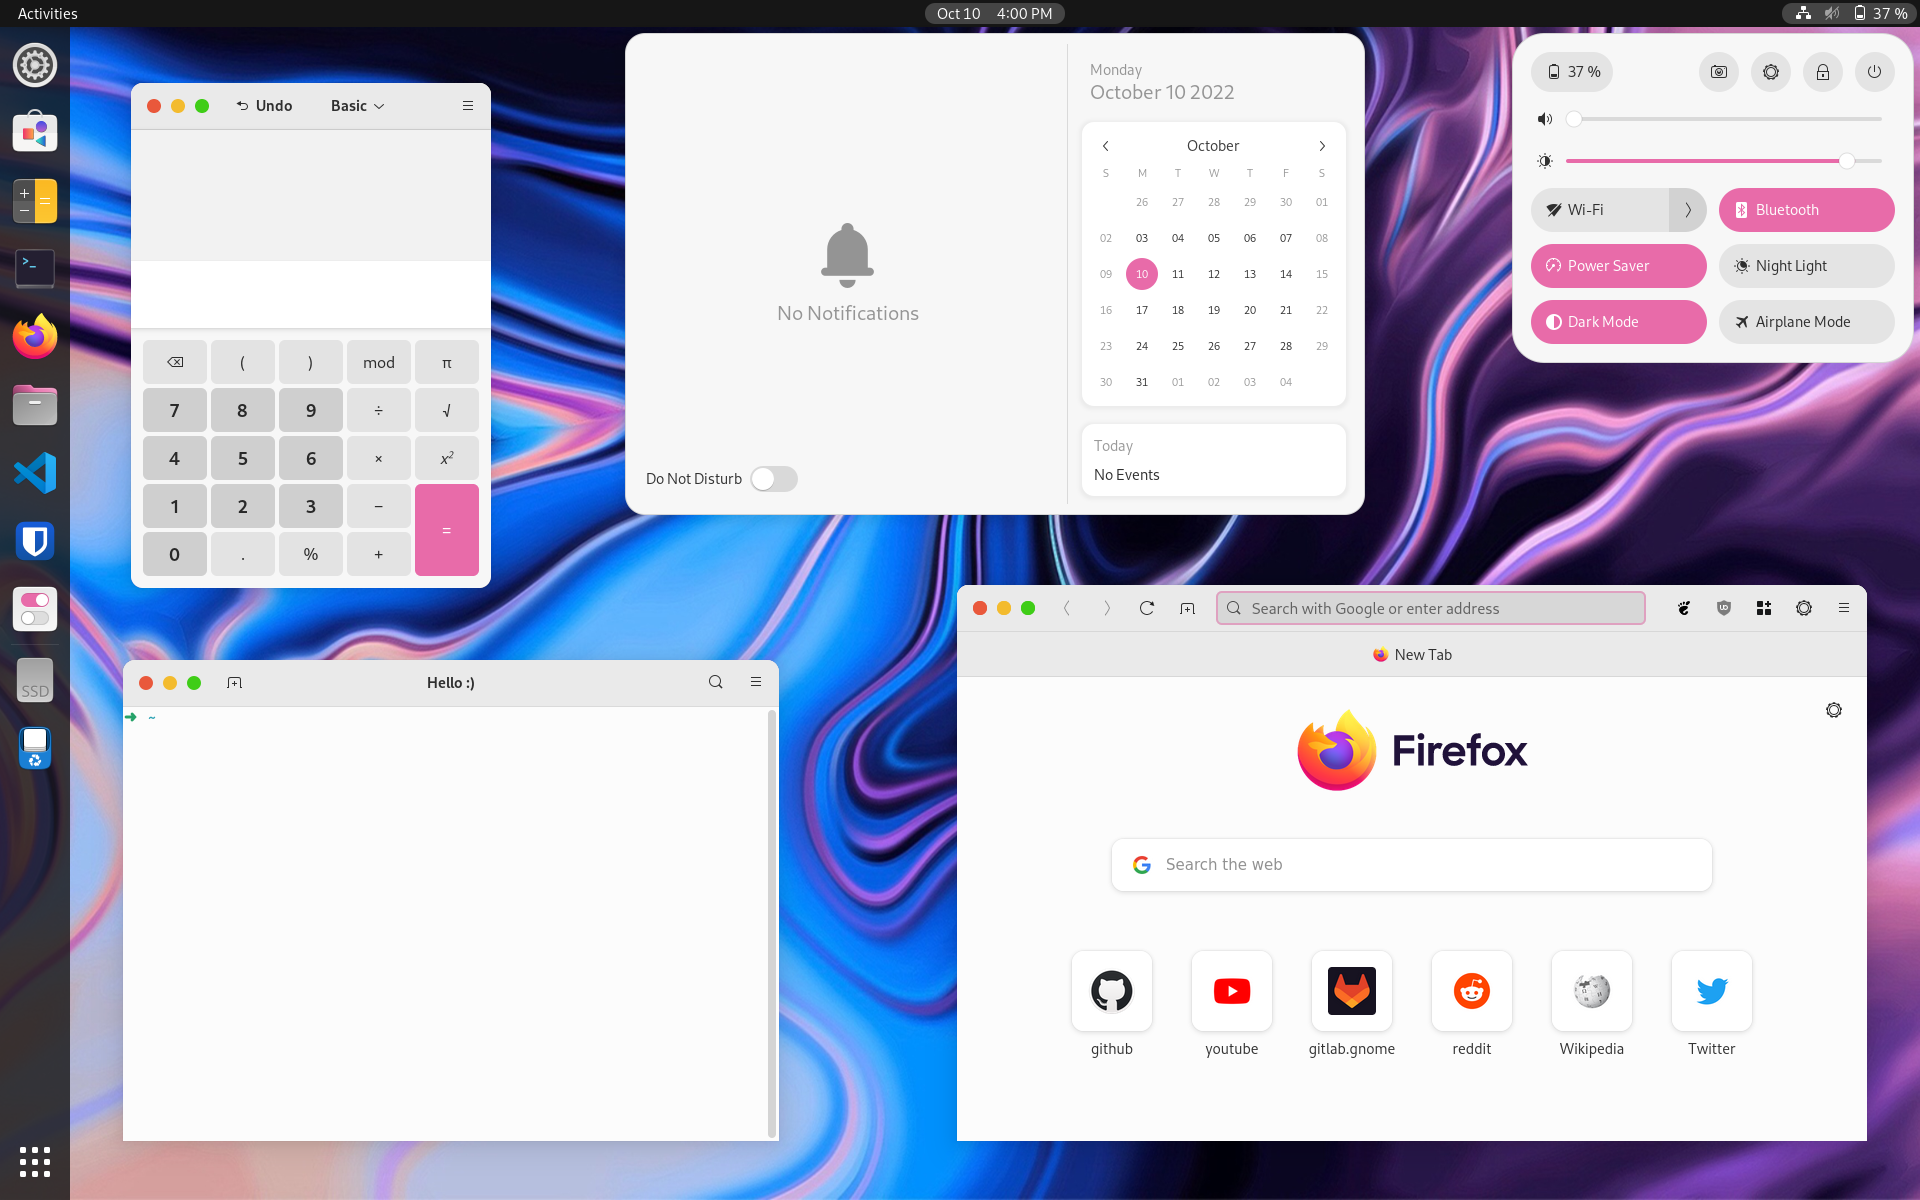 Activities
Oct 10 4:00 PM
37 %
Undo Basic
( ) mod π
7 8 9 ÷ √
4 5 6 × x²
1 2 3 −
=
0 . % +
No Notifications
Do Not Disturb
Monday
October 10 2022
October
S M T W T F S
26 27 28 29 30 01
02 03 04 05 06 07 08
09 10 11 12 13 14 15
16 17 18 19 20 21 22
23 24 25 26 27 28 29
30 31 01 02 03 04
Today
No Events
37 %
Wi-Fi
Bluetooth
Power Saver
Night Light
Dark Mode
Airplane Mode
>_
SSD
Hello :)
➜ ~
Search with Google or enter address
UD
New Tab
Firefox
Search the web
github youtube gitlab.gnome reddit Wikipedia Twitter